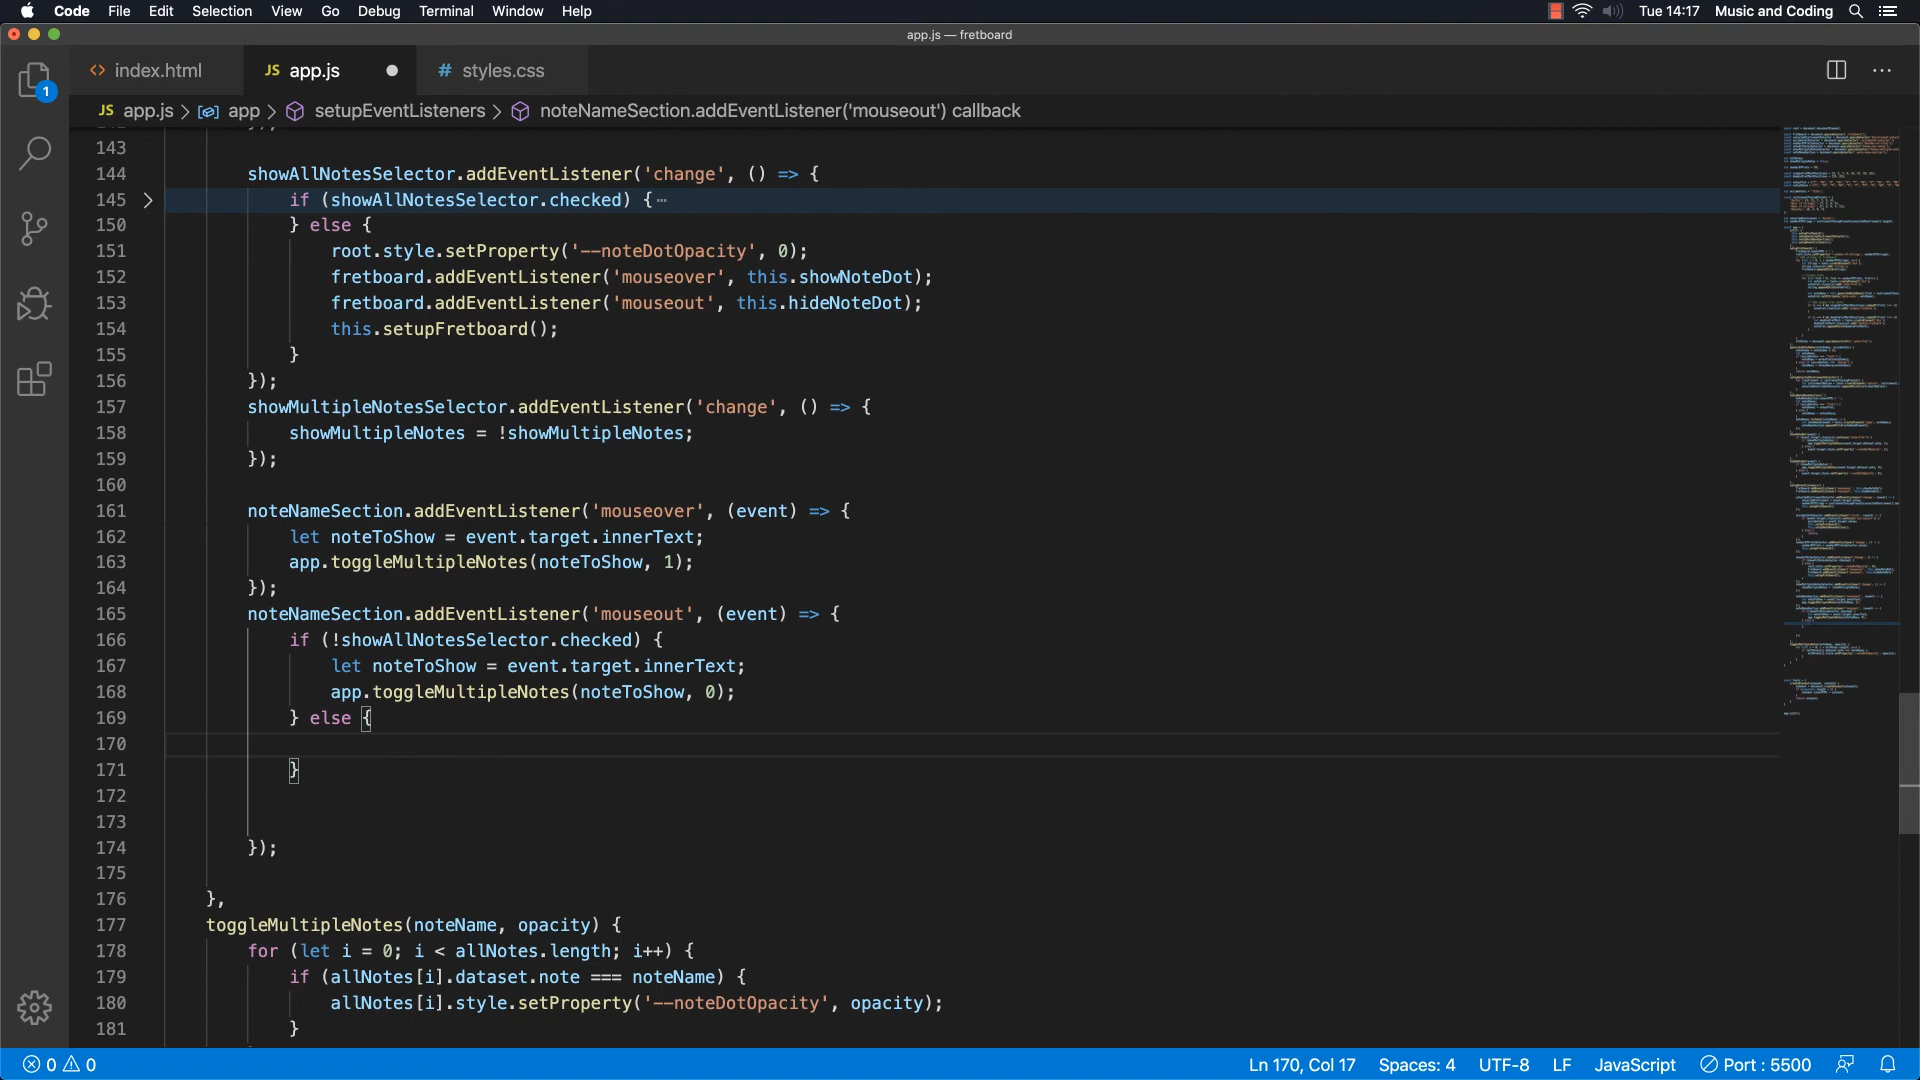 Code File Edit Selection View Go Debug Terminal Window Help Tue 14:17 Music and Coding
app.js — fretboard
1 <> index.html JS app.js # styles.css
JS app.js > app > setupEventListeners > noteNameSection.addEventListener('mouseout') callback
143
144 showAllNotesSelector.addEventListener('change', () => {
145 if (showAllNotesSelector.checked) {⋯
150 } else {
151 root.style.setProperty('--noteDotOpacity', 0);
152 fretboard.addEventListener('mouseover', this.showNoteDot);
153 fretboard.addEventListener('mouseout', this.hideNoteDot);
154 this.setupFretboard();
155 }
156 });
157 showMultipleNotesSelector.addEventListener('change', () => {
158 showMultipleNotes = !showMultipleNotes;
159 });
160
161 noteNameSection.addEventListener('mouseover', (event) => {
162 let noteToShow = event.target.innerText;
163 app.toggleMultipleNotes(noteToShow, 1);
164 });
165 noteNameSection.addEventListener('mouseout', (event) => {
166 if (!showAllNotesSelector.checked) {
167 let noteToShow = event.target.innerText;
168 app.toggleMultipleNotes(noteToShow, 0);
169 } else {
170
171 }
172
173
174 });
175
176 },
177 toggleMultipleNotes(noteName, opacity) {
178 for (let i = 0; i < allNotes.length; i++) {
179 if (allNotes[i].dataset.note === noteName) {
180 allNotes[i].style.setProperty('--noteDotOpacity', opacity);
181 }
0 0 Ln 170, Col 17 Spaces: 4 UTF-8 LF JavaScript Port : 5500